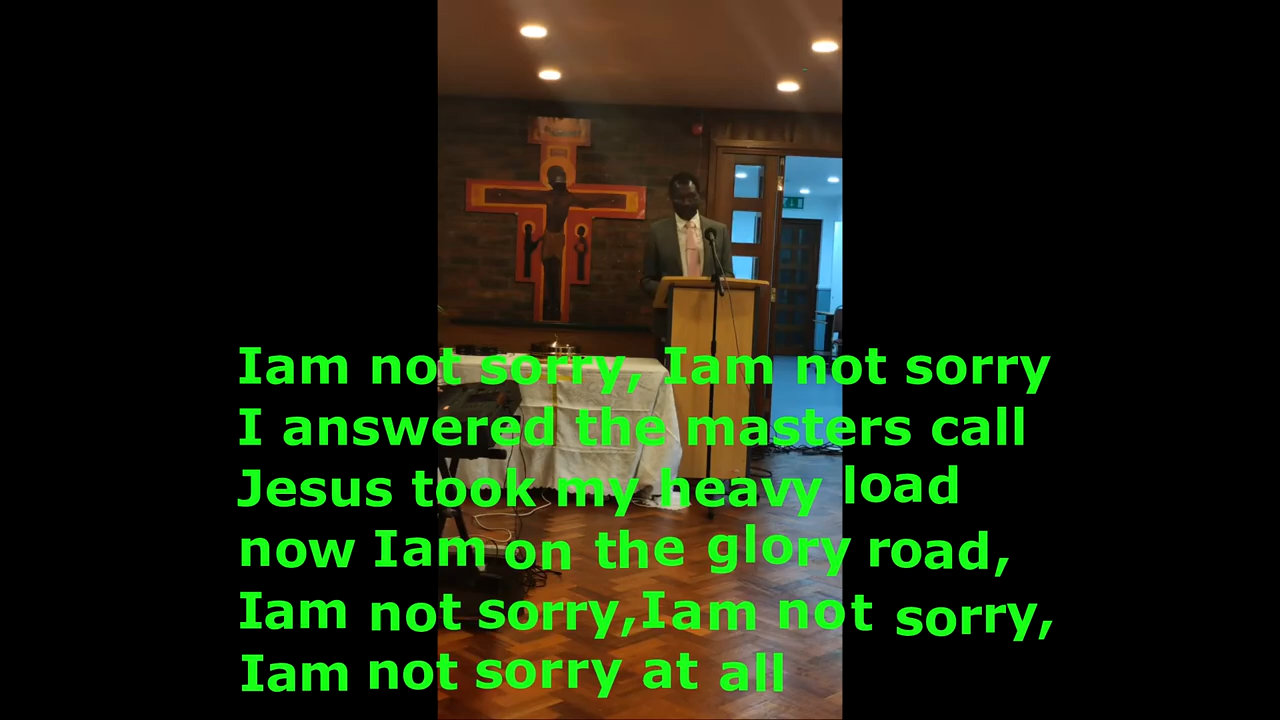 Iam not sorry, Iam not sorry
I answered the masters call
Jesus took my heavy load
now Iam on the glory road,
Iam not sorry,Iam not sorry,
Iam not sorry at all